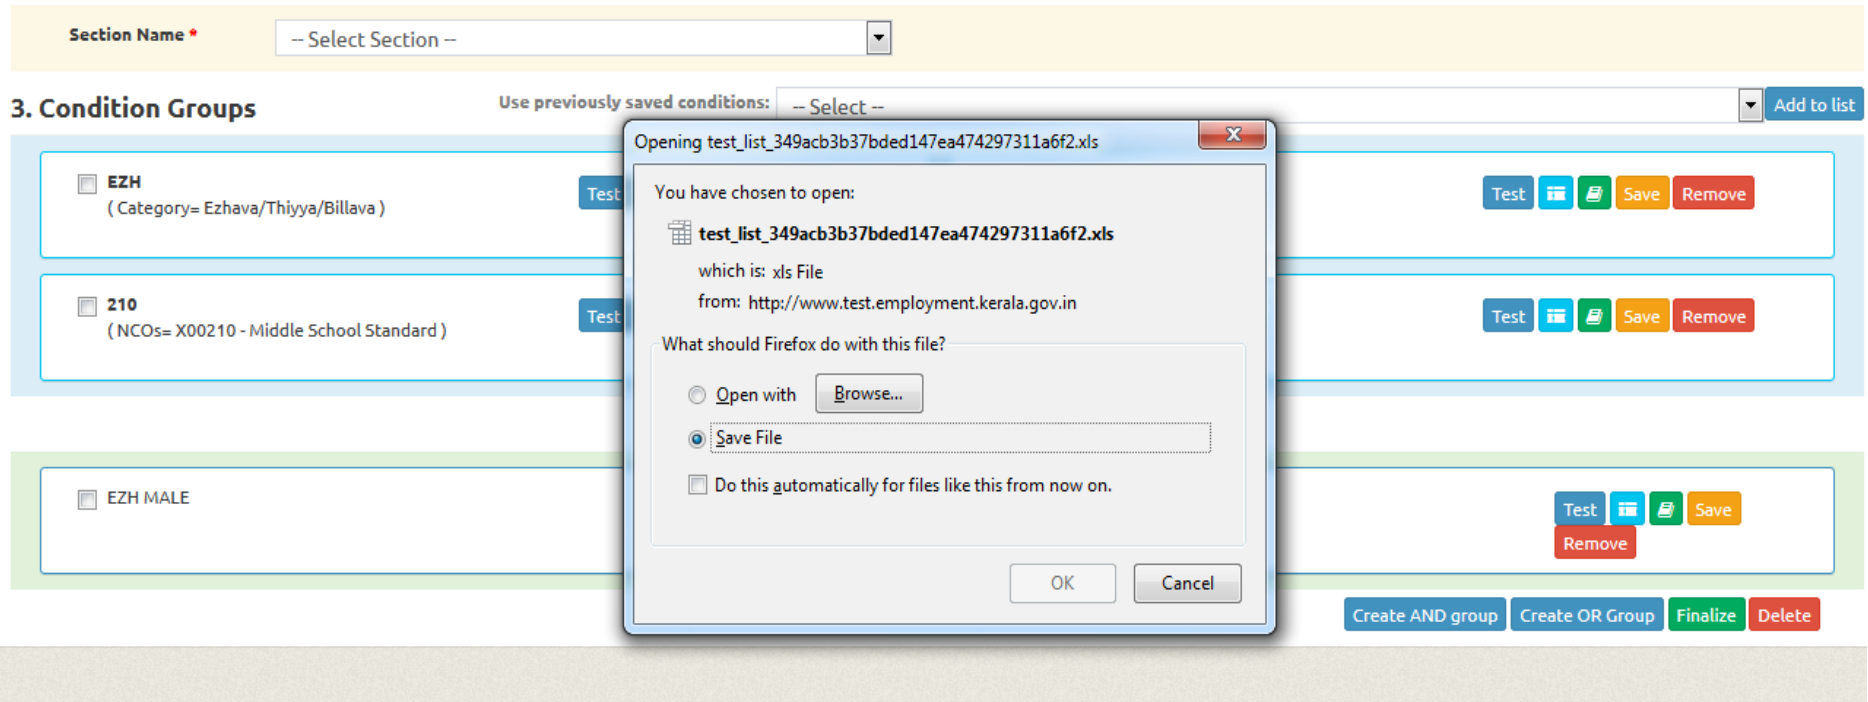 Section Name *
-- Select Section --
3. Condition Groups
Use previously saved conditions:
-- Select --
Add to list
EZH
( Category= Ezhava/Thiyya/Billava )
Test
Test
Save
Remove
210
( NCOs= X00210 - Middle School Standard )
Test
Test
Save
Remove
EZH MALE
Test
Save
Remove
Opening test_list_349acb3b37bded147ea474297311a6f2.xls
You have chosen to open:
test_list_349acb3b37bded147ea474297311a6f2.xls
which is: xls File
from: http://www.test.employment.kerala.gov.in
What should Firefox do with this file?
Open with
Browse...
Save File
Do this automatically for files like this from now on.
OK
Cancel
Create AND group
Create OR Group
Finalize
Delete